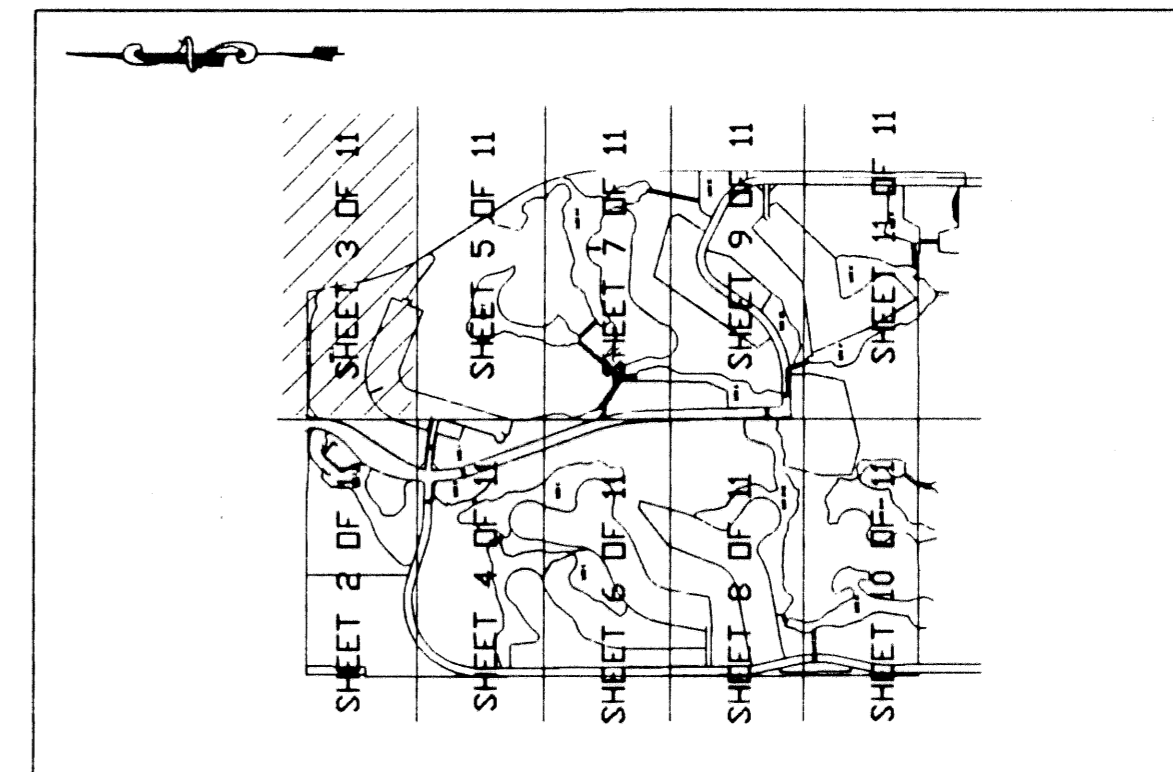 SHEET 3 OF 11
SHEET 5 OF 11
SHEET 7 OF 11
SHEET 9 OF 11
SHEET 11 OF 11
SHEET 2 OF 11
SHEET 4 OF 11
SHEET 6 OF 11
SHEET 8 OF 11
SHEET 10 OF 11